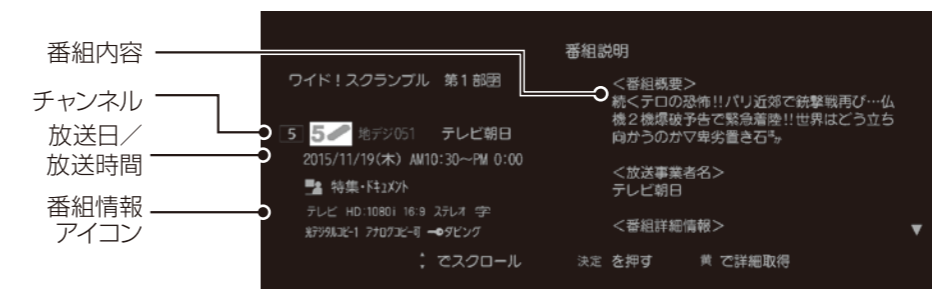 番組内容
チャンネル
放送日/
放送時間
番組情報
アイコン
番組説明
ワイド!スクランブル 第1部字
5 5 地デジ051 テレビ朝日
2015/11/19(木) AM10:30~PM 0:00
特集・ドキュメント
テレビ HD:1080i 16:9 ステレオ 字
光デジタルコピー1 アナログコピー可 ダビング
<番組概要>
続<テロの恐怖!!パリ近郊で銃撃戦再び…仏
機2機爆破予告で緊急着陸!!世界はどう立ち
向かうのか▽卑劣置き石ほか
<放送事業者名>
テレビ朝日
<番組詳細情報>
▼
でスクロール 決定 を押す 黄 で詳細取得